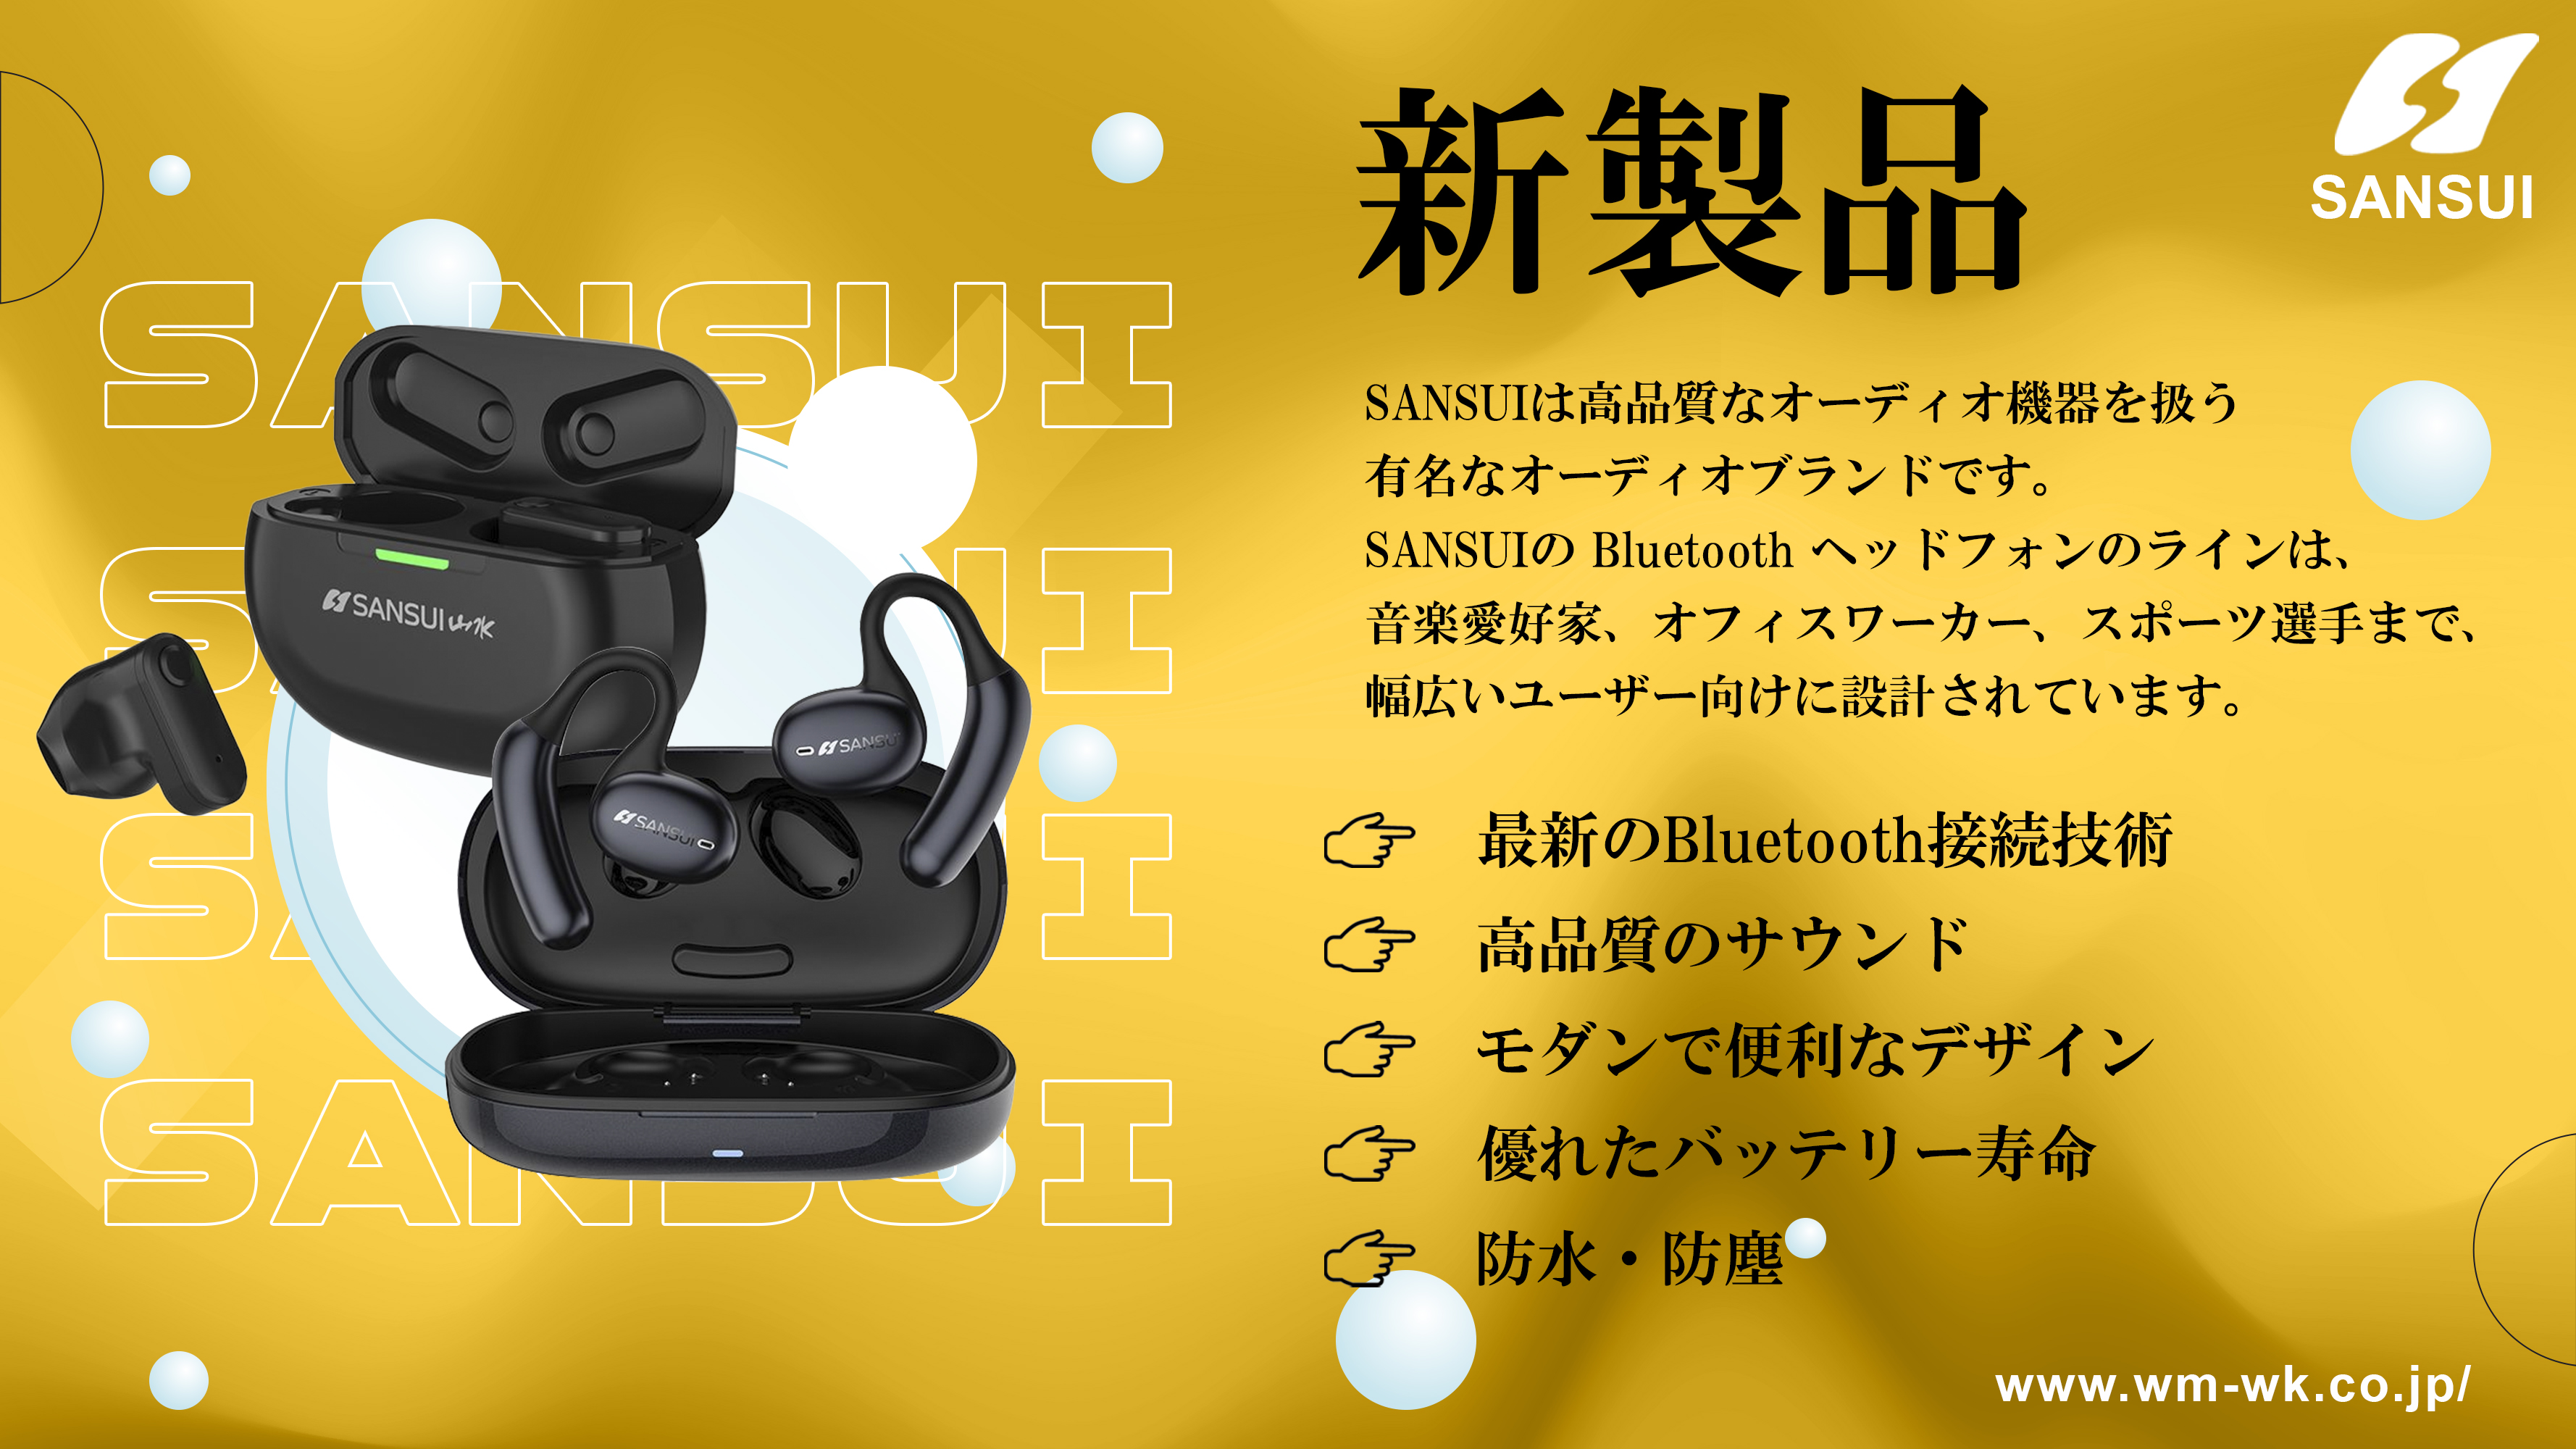 新製品
SANSUI
SANSUIは高品質なオーディオ機器を扱う
有名なオーディオブランドです。
SANSUIの Bluetooth ヘッドフォンのラインは、
音楽愛好家、オフィスワーカー、スポーツ選手まで、
幅広いユーザー向けに設計されています。
最新のBluetooth接続技術
高品質のサウンド
モダンで便利なデザイン
優れたバッテリー寿命
防水・防塵
www.wm-wk.co.jp/
SANSUI
SANSUI
SANSUI
SANSUI
SANSUI山水
SANSUI
SANSUI